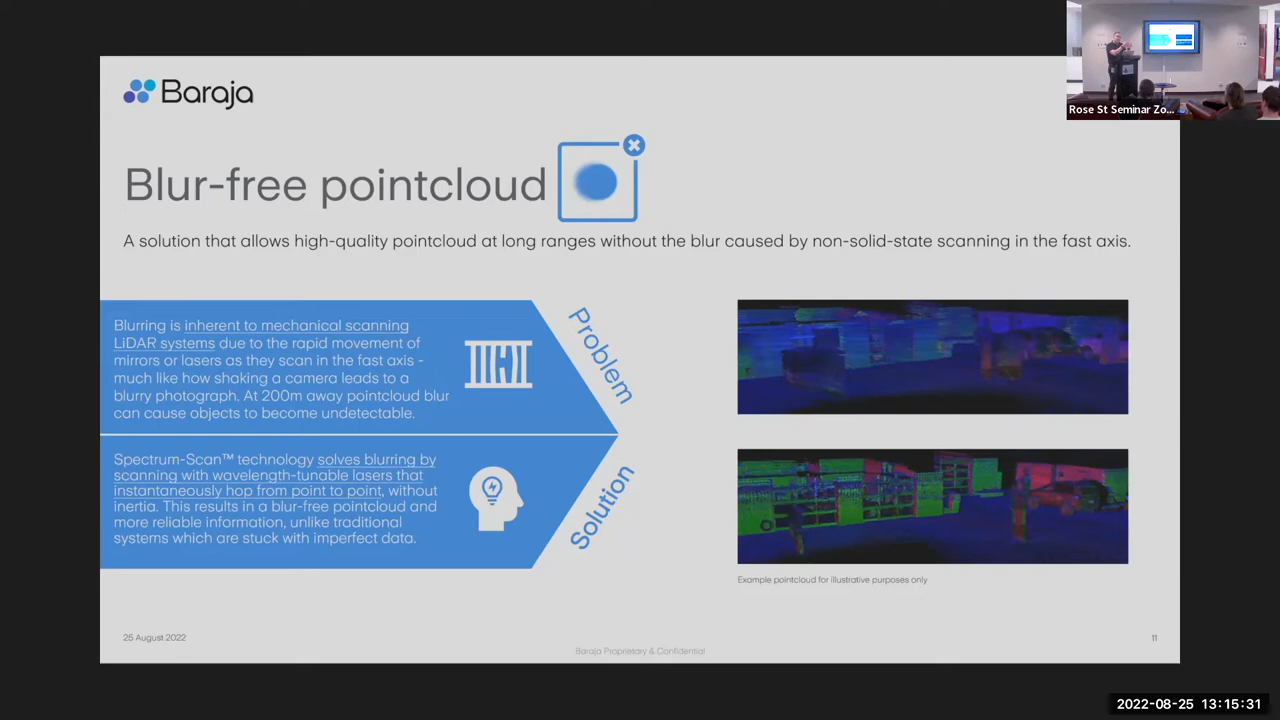 Baraja
Rose St Seminar Zo...
Blur-free pointcloud
A solution that allows high-quality pointcloud at long ranges without the blur caused by non-solid-state scanning in the fast axis.
Blurring is inherent to mechanical scanning
LiDAR systems due to the rapid movement of
mirrors or lasers as they scan in the fast axis -
much like how shaking a camera leads to a
blurry photograph. At 200m away pointcloud blur
can cause objects to become undetectable.
Problem
Spectrum-Scan™ technology solves blurring by
scanning with wavelength-tunable lasers that
instantaneously hop from point to point, without
inertia. This results in a blur-free pointcloud and
more reliable information, unlike traditional
systems which are stuck with imperfect data.
Solution
Example pointcloud for illustrative purposes only
25 August 2022
11
Baraja Proprietary & Confidential
2022-08-25 13:15:31